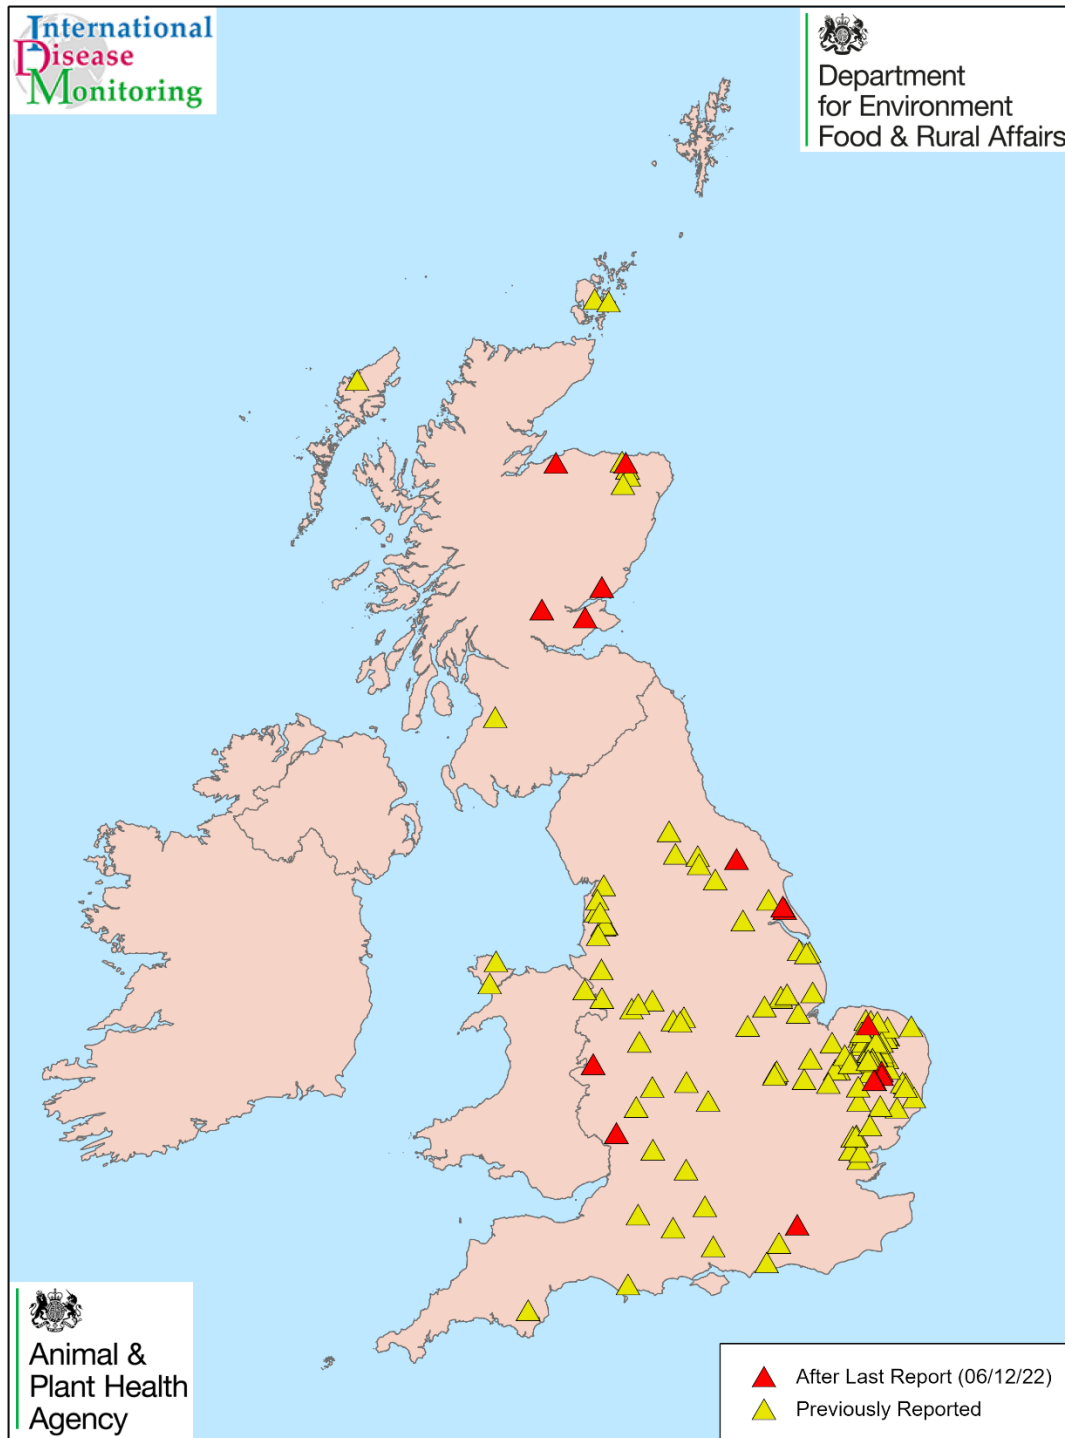 International
Disease
Monitoring
Department
for Environment
Food & Rural Affairs
Animal &
Plant Health
Agency
After Last Report (06/12/22)
Previously Reported